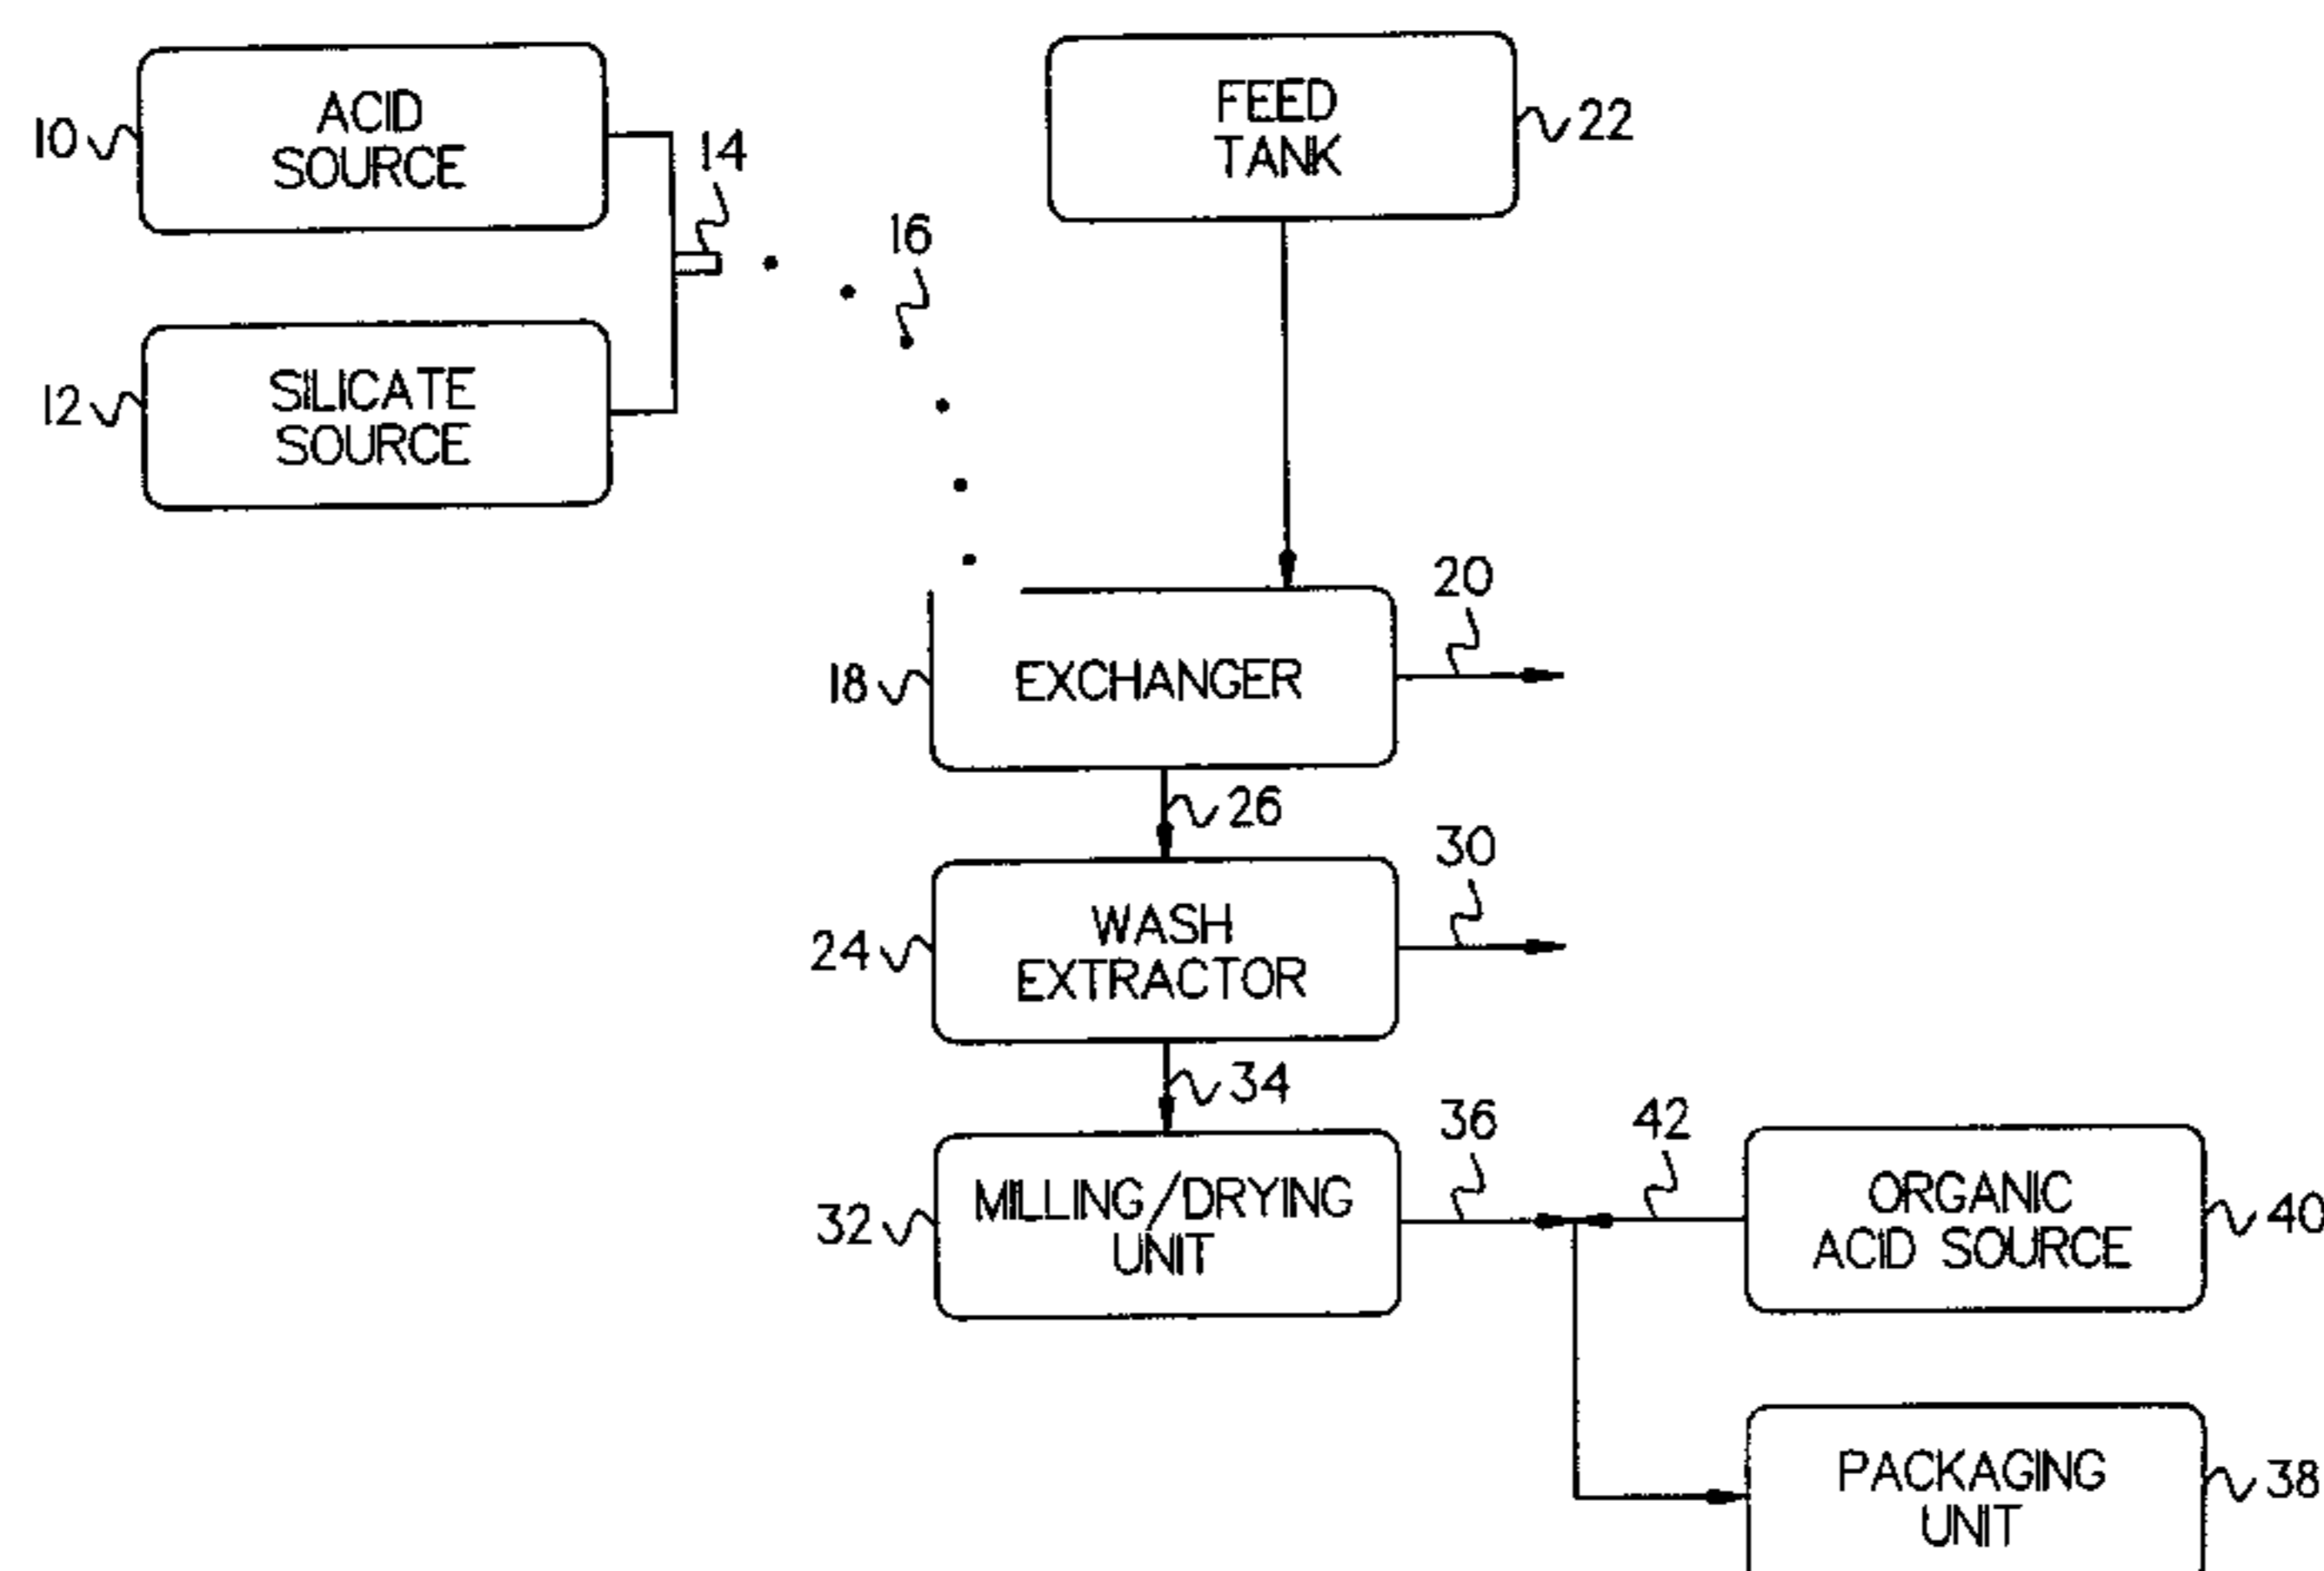 10
ACID
SOURCE
14
16
FEED
TANK
22
12
SILICATE
SOURCE
18
EXCHANGER
20
26
24
WASH
EXTRACTOR
30
34
32
MILLING/DRYING
UNIT
36
42
ORGANIC
ACID SOURCE
40
PACKAGING
UNIT
38